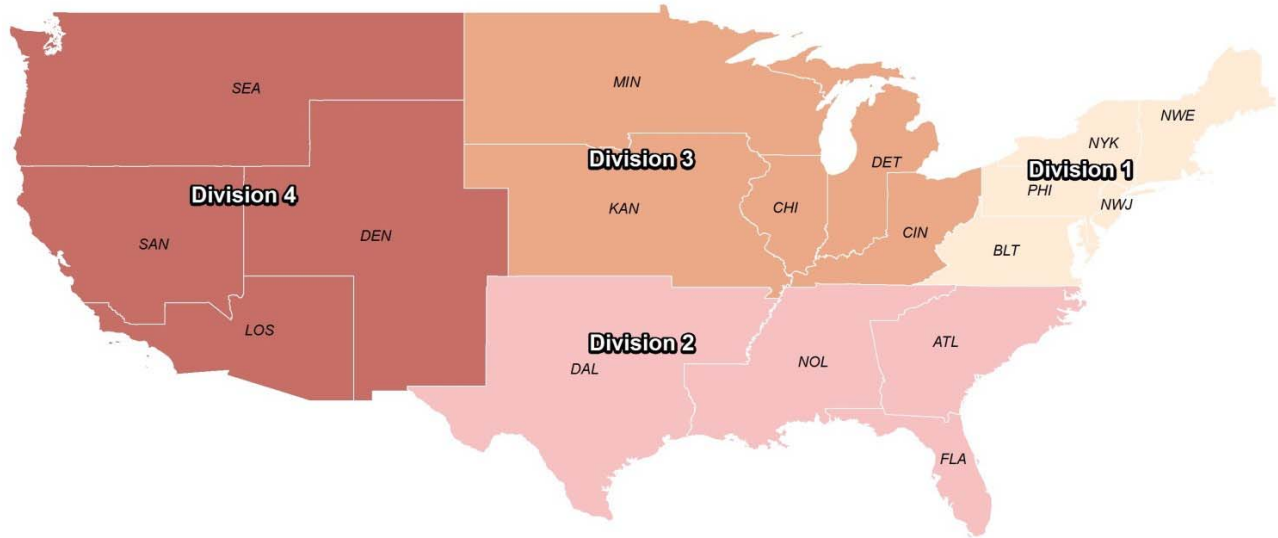 SEA
MIN
NWE
NYK
DET
Division 3
Division 1
PHI
Division 4
KAN
CHI
NWJ
DEN
CIN
SAN
BLT
LOS
Division 2
ATL
DAL
NOL
FLA